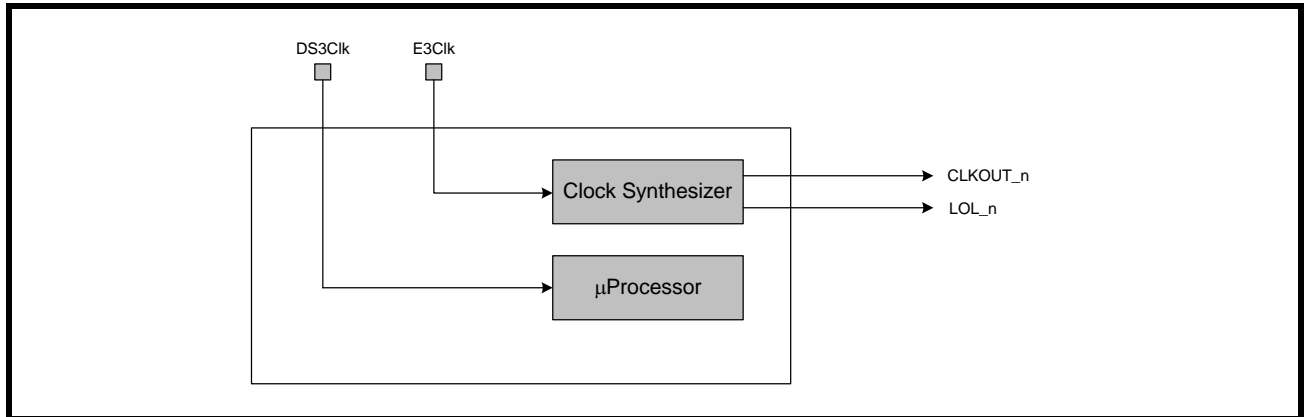 DS3Clk E3Clk
Clock Synthesizer
CLKOUT_n
LOL_n
μProcessor